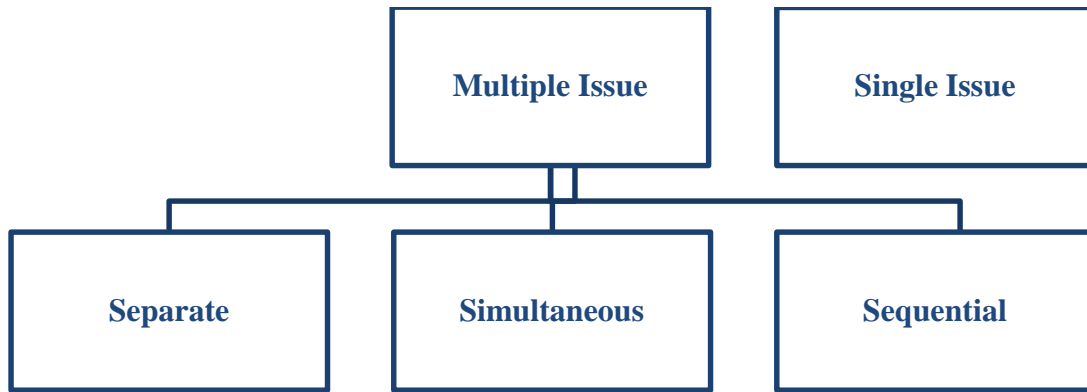 Multiple Issue
Single Issue
Separate
Simultaneous
Sequential